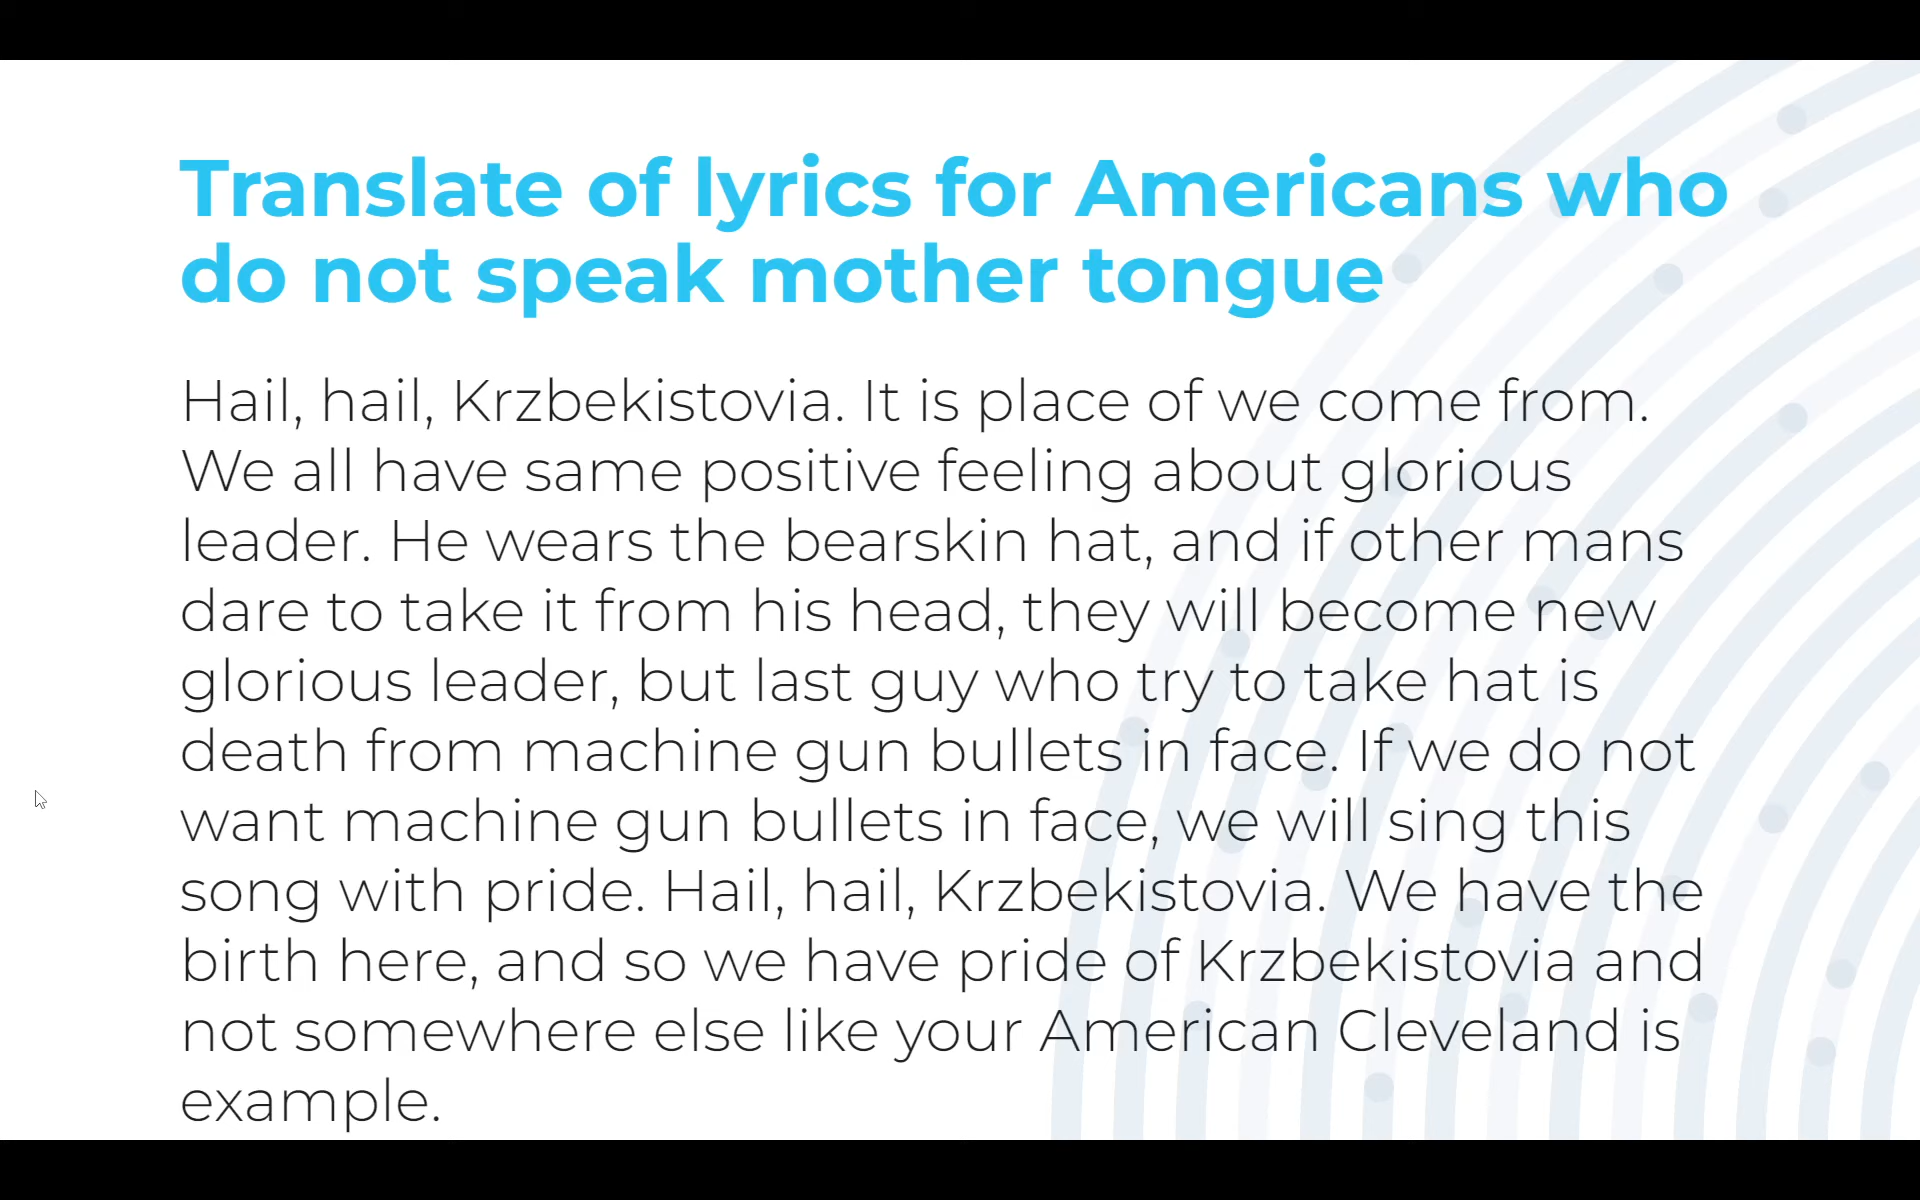 Translate of lyrics for Americans who
do not speak mother tongue
Hail, hail, Krzbekistovia. It is place of we come from.
We all have same positive feeling about glorious
leader. He wears the bearskin hat, and if other mans
dare to take it from his head, they will become new
glorious leader, but last guy who try to take hat is
death from machine gun bullets in face. If we do not
want machine gun bullets in face, we will sing this
song with pride. Hail, hail, Krzbekistovia. We have the
birth here, and so we have pride of Krzbekistovia and
not somewhere else like your American Cleveland is
example.